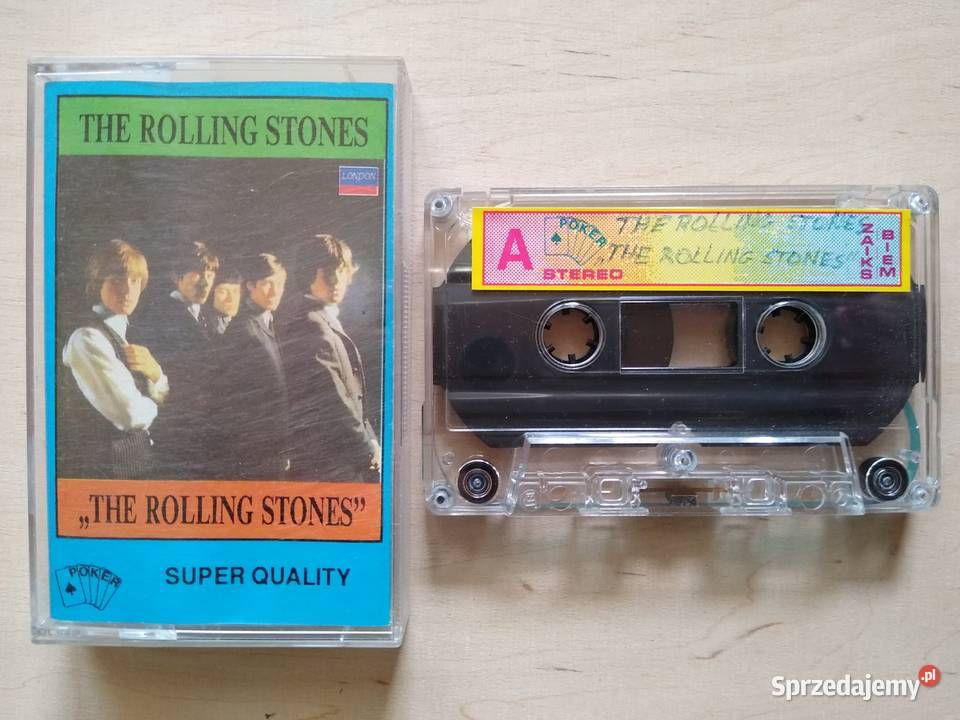 THE ROLLING STONES
LONDON
„THE ROLLING STONES”
POKER
SUPER QUALITY
A
POKER
STEREO
THE ROLLING STONES
„THE ROLLING STONES”
ZAIKS
BIEM
Sprzedajemy.pl